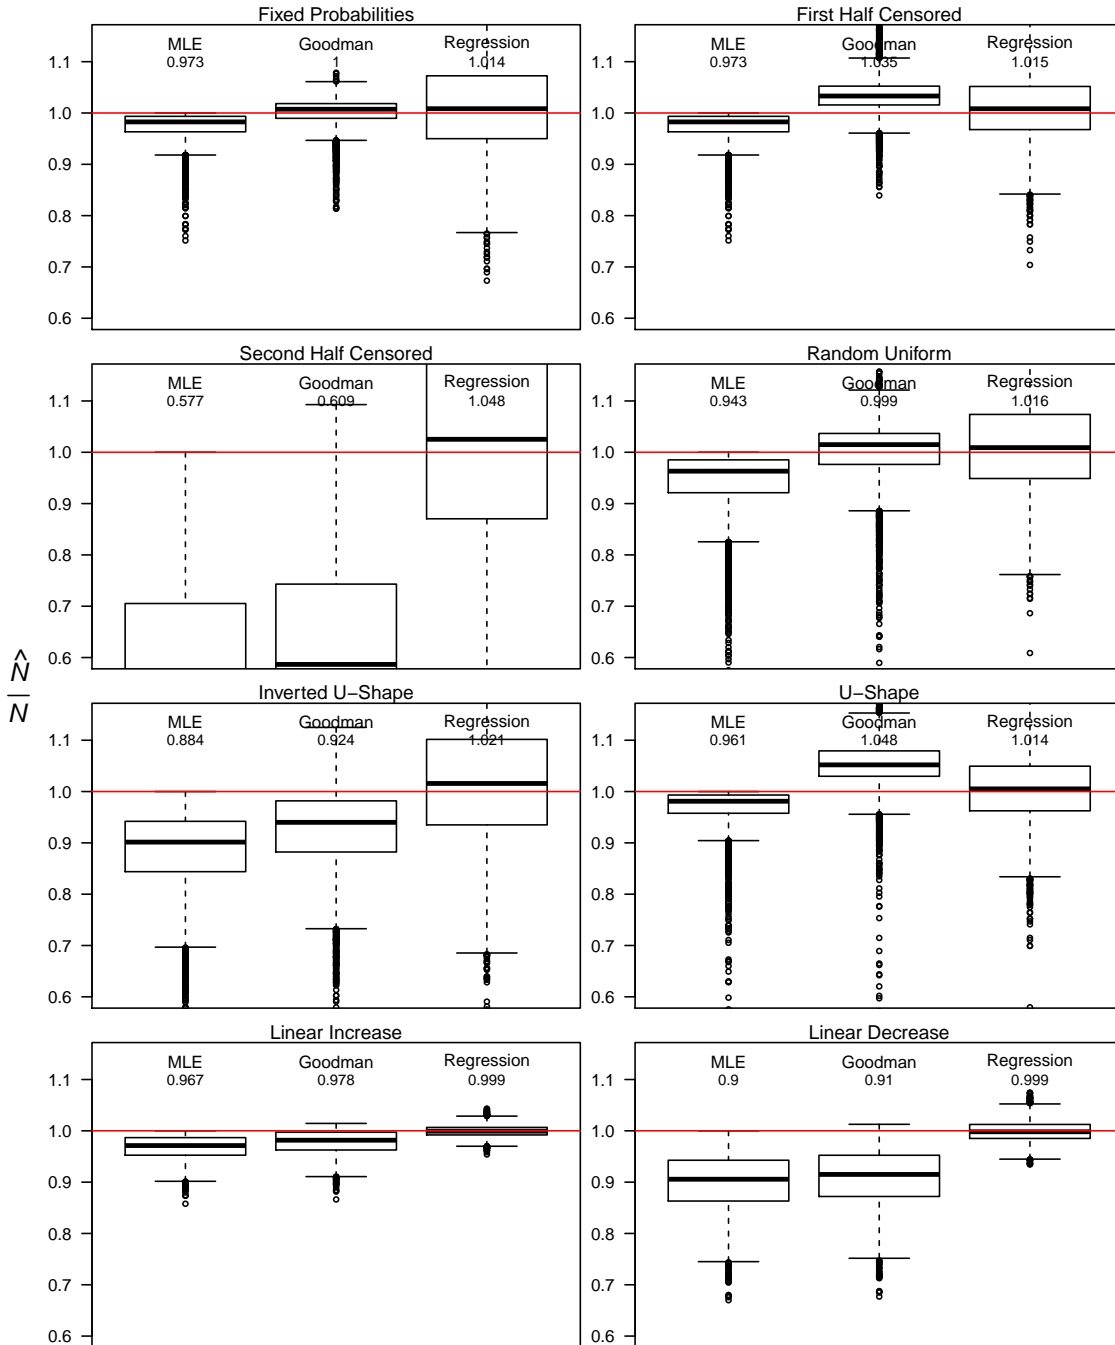 Fixed Probabilities
MLE Goodman Regression
0.973 1 1.014
1.1
1.0
0.9
0.8
0.7
0.6
First Half Censored
MLE Goodman Regression
0.973 1.035 1.015
1.1
1.0
0.9
0.8
0.7
0.6
Second Half Censored
MLE Goodman Regression
0.577 0.609 1.048
1.1
1.0
0.9
0.8
0.7
0.6
Random Uniform
MLE Goodman Regression
0.943 0.999 1.016
1.1
1.0
0.9
0.8
0.7
0.6
N̂
N
Inverted U−Shape
MLE Goodman Regression
0.884 0.924 1.021
1.1
1.0
0.9
0.8
0.7
0.6
U−Shape
MLE Goodman Regression
0.961 1.048 1.014
1.1
1.0
0.9
0.8
0.7
0.6
Linear Increase
MLE Goodman Regression
0.967 0.978 0.999
1.1
1.0
0.9
0.8
0.7
0.6
Linear Decrease
MLE Goodman Regression
0.9 0.91 0.999
1.1
1.0
0.9
0.8
0.7
0.6